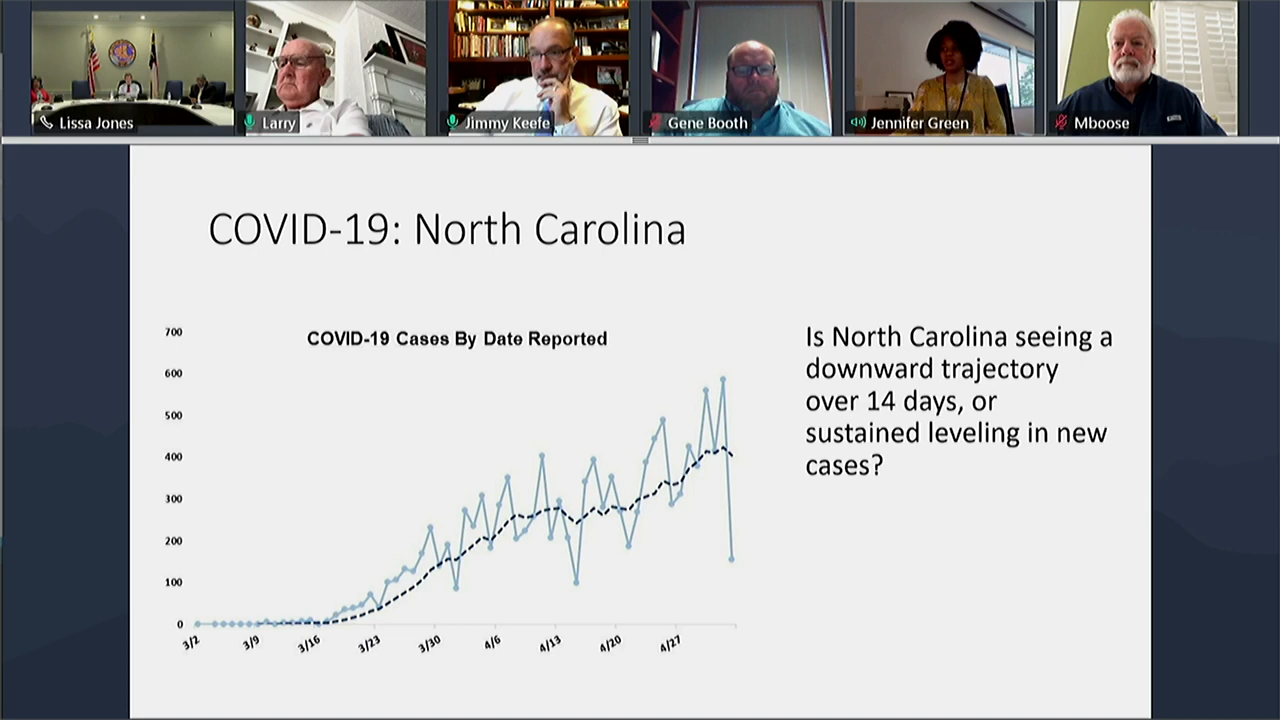 Lissa Jones
Larry
Jimmy Keefe
Gene Booth
Jennifer Green
Mboose
COVID-19: North Carolina
COVID-19 Cases By Date Reported
700
600
500
400
300
200
100
0
3/2
3/9
3/16
3/23
3/30
4/6
4/13
4/20
4/27
Is North Carolina seeing a
downward trajectory
over 14 days, or
sustained leveling in new
cases?